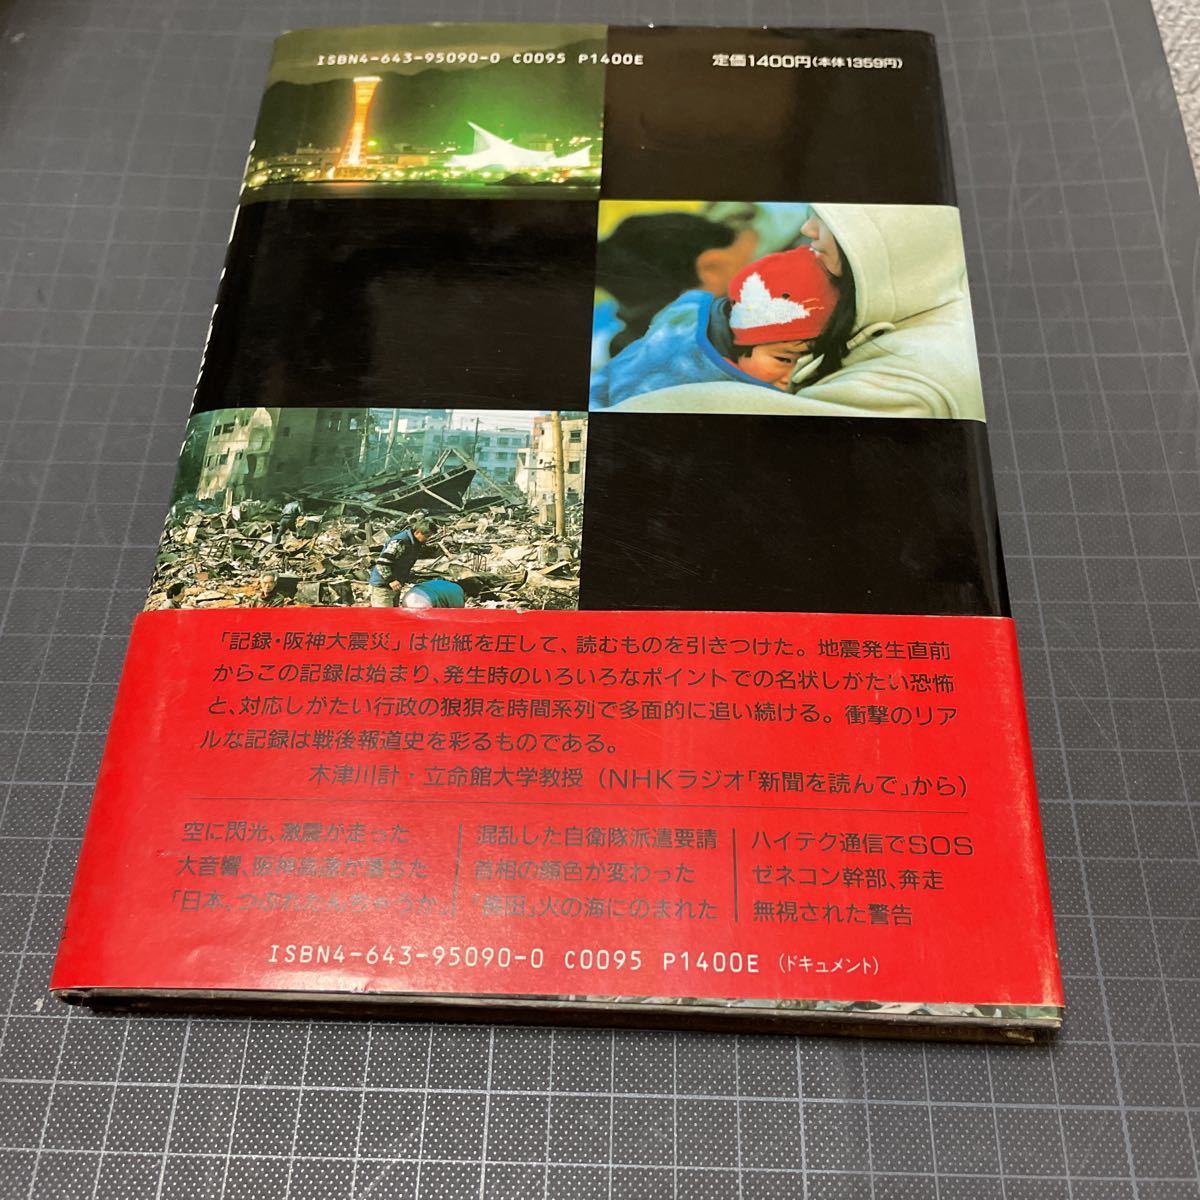 ISBN4-643-95090-0 C0095 P1400E
定価1400円(本体1359円)
「記録・阪神大震災」は他紙を圧して、読むものを引きつけた。地震発生直前
からこの記録は始まり、発生時のいろいろなポイントでの名状しがたい恐怖
と、対応しがたい行政の狼狽を時間系列で多面的に追い続ける。衝撃のリア
ルな記録は戦後報道史を彩るものである。
木津川計・立命館大学教授(NHKラジオ「新聞を読んで」から)
空に閃光、激震が走った
大音響、阪神高速が落ちた
「日本、つぶれたんちゃうか」
混乱した自衛隊派遣要請
首相の顔色が変わった
「長田」火の海にのまれた
ハイテク通信でSOS
ゼネコン幹部、奔走
無視された警告
ISBN4-643-95090-0 C0095 P1400E (ドキュメント)